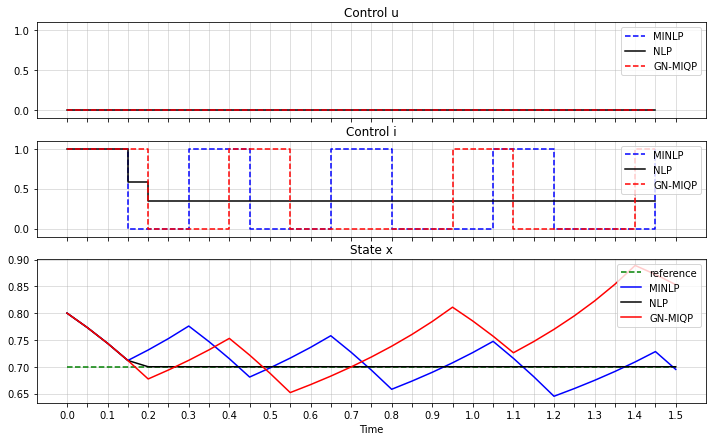 Control u
1.0
0.5
0.0
MINLP
NLP
GN-MIQP
Control i
1.0
0.5
0.0
MINLP
NLP
GN-MIQP
State x
0.90
0.85
0.80
0.75
0.70
0.65
reference
MINLP
NLP
GN-MIQP
0.0 0.1 0.2 0.3 0.4 0.5 0.6 0.7 0.8 0.9 1.0 1.1 1.2 1.3 1.4 1.5
Time